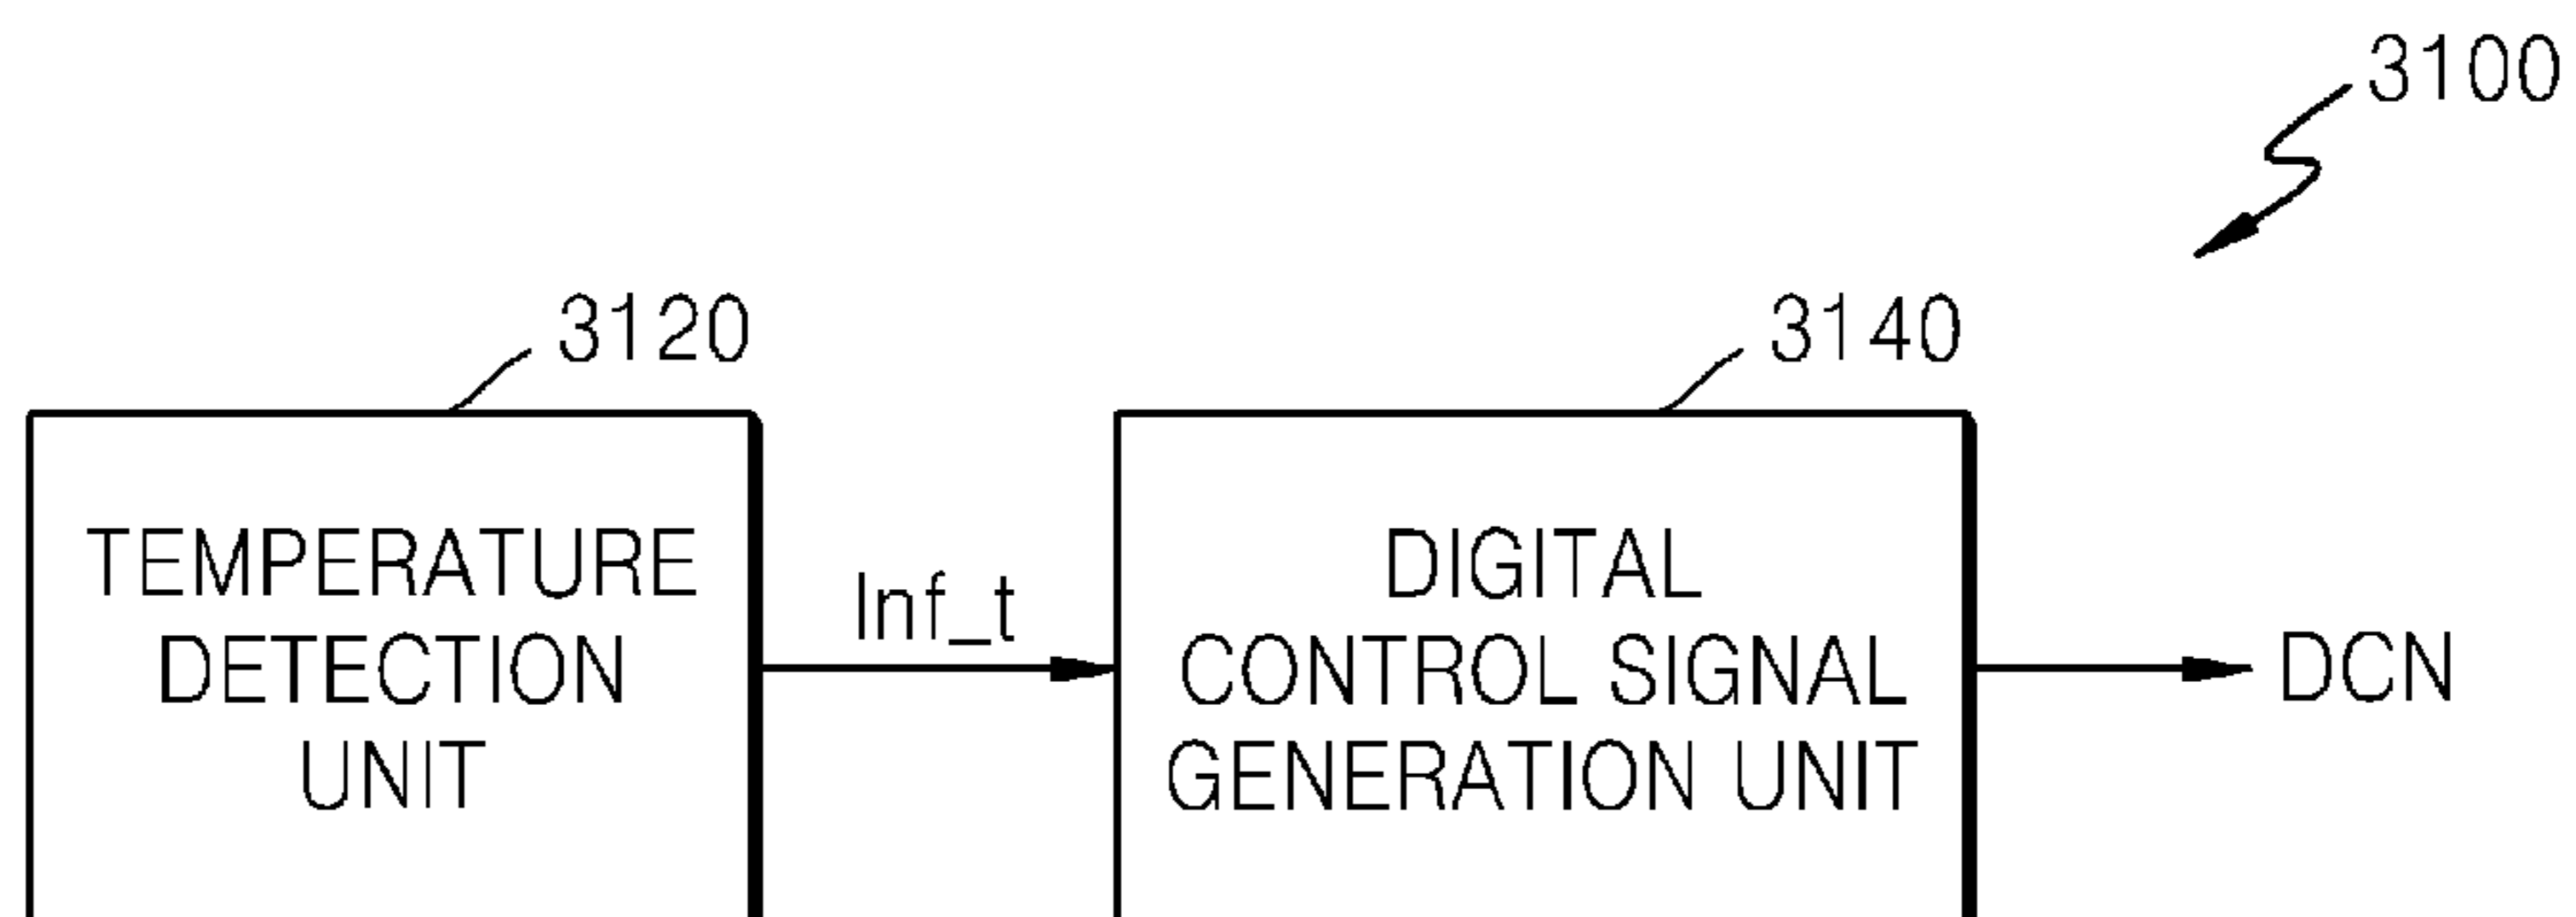 3100
3120
3140
TEMPERATURE
DETECTION
UNIT
Inf_t
DIGITAL
CONTROL SIGNAL
GENERATION UNIT
DCN